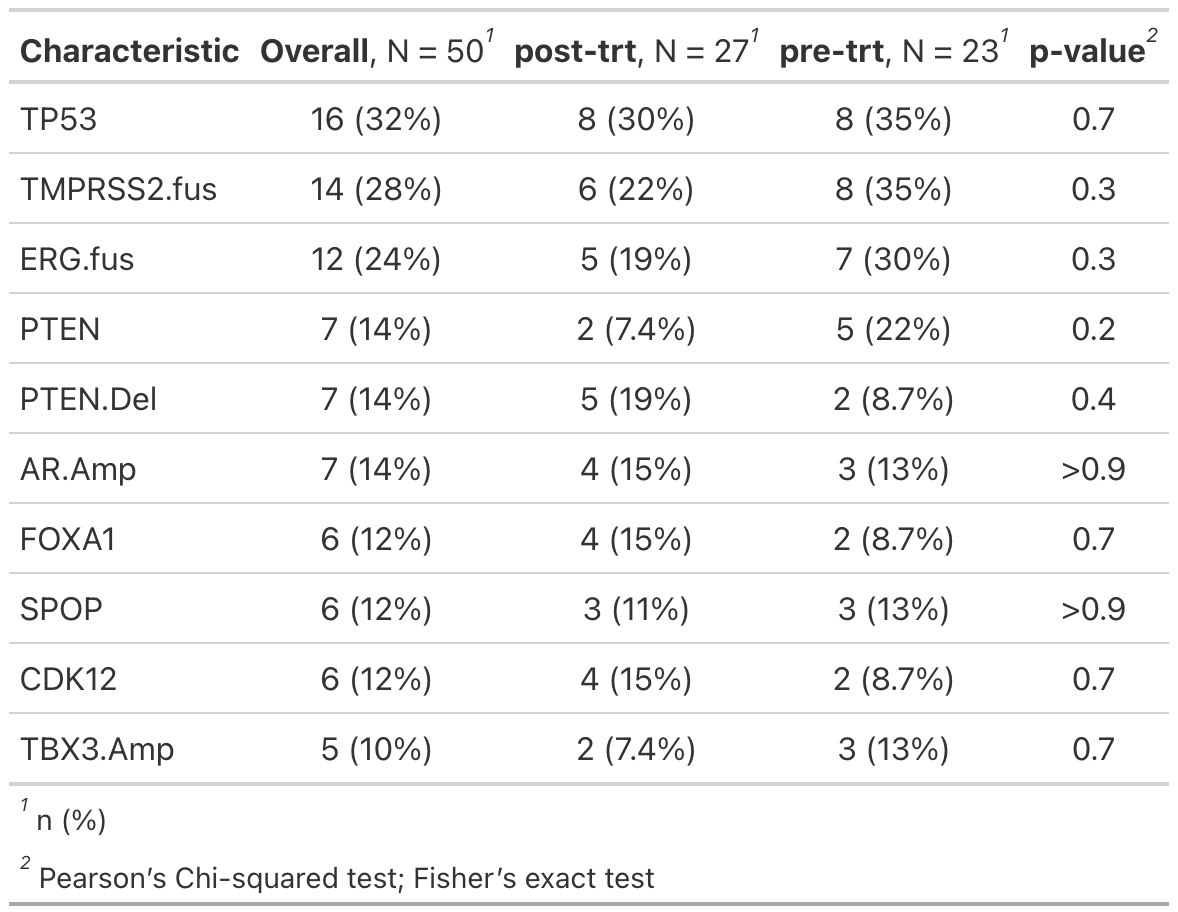 Characteristic Overall, N = 50¹ post-trt, N = 27¹ pre-trt, N = 23¹ p-value²
TP53 16 (32%) 8 (30%) 8 (35%) 0.7
TMPRSS2.fus 14 (28%) 6 (22%) 8 (35%) 0.3
ERG.fus 12 (24%) 5 (19%) 7 (30%) 0.3
PTEN 7 (14%) 2 (7.4%) 5 (22%) 0.2
PTEN.Del 7 (14%) 5 (19%) 2 (8.7%) 0.4
AR.Amp 7 (14%) 4 (15%) 3 (13%) >0.9
FOXA1 6 (12%) 4 (15%) 2 (8.7%) 0.7
SPOP 6 (12%) 3 (11%) 3 (13%) >0.9
CDK12 6 (12%) 4 (15%) 2 (8.7%) 0.7
TBX3.Amp 5 (10%) 2 (7.4%) 3 (13%) 0.7
¹ n (%)
² Pearson’s Chi-squared test; Fisher’s exact test